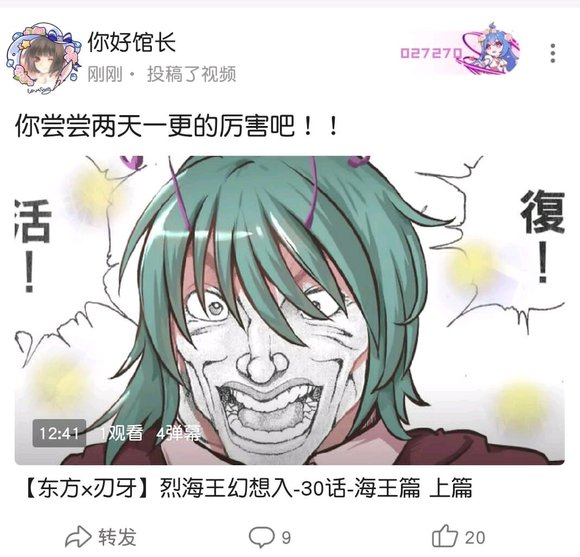 你好馆长
刚刚· 投稿了视频
027270
你尝尝两天一更的厉害吧！！
復！
活！
12:41 1观看 4弹幕
【东方×刃牙】烈海王幻想入-30话-海王篇 上篇
转发 9 20